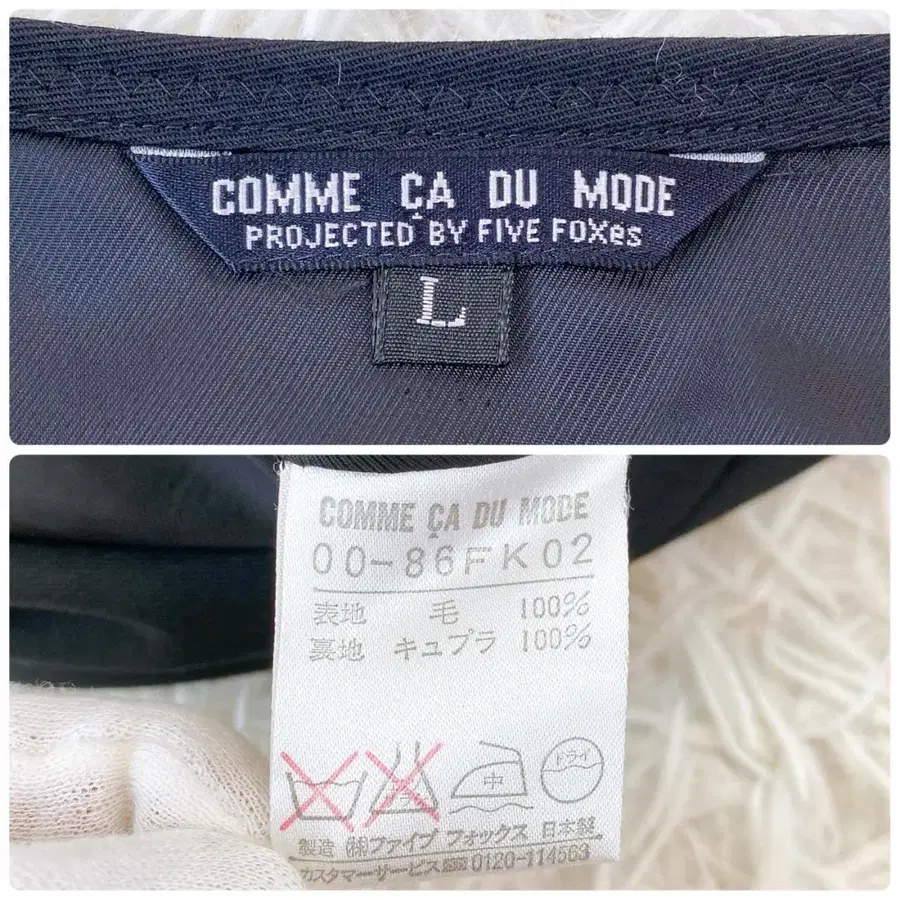 COMME ÇA DU MODE
PROJECTED BY FIVE FOXes
L
COMME ÇA DU MODE
00-86FK02
表地 毛 100%
裏地 キュプラ 100%
中 ドライ
製造 ㈱ファイブ フォックス 日本製
カスタマーサービス 0120-114563